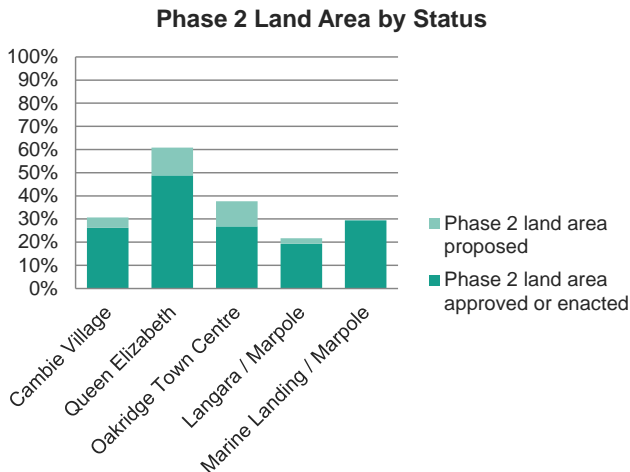 Phase 2 Land Area by Status
100%
90%
80%
70%
60%
50%
40%
30%
20%
10%
0%
Cambie Village
Queen Elizabeth
Oakridge Town Centre
Langara / Marpole
Marine Landing / Marpole
Phase 2 land area
proposed
Phase 2 land area
approved or enacted